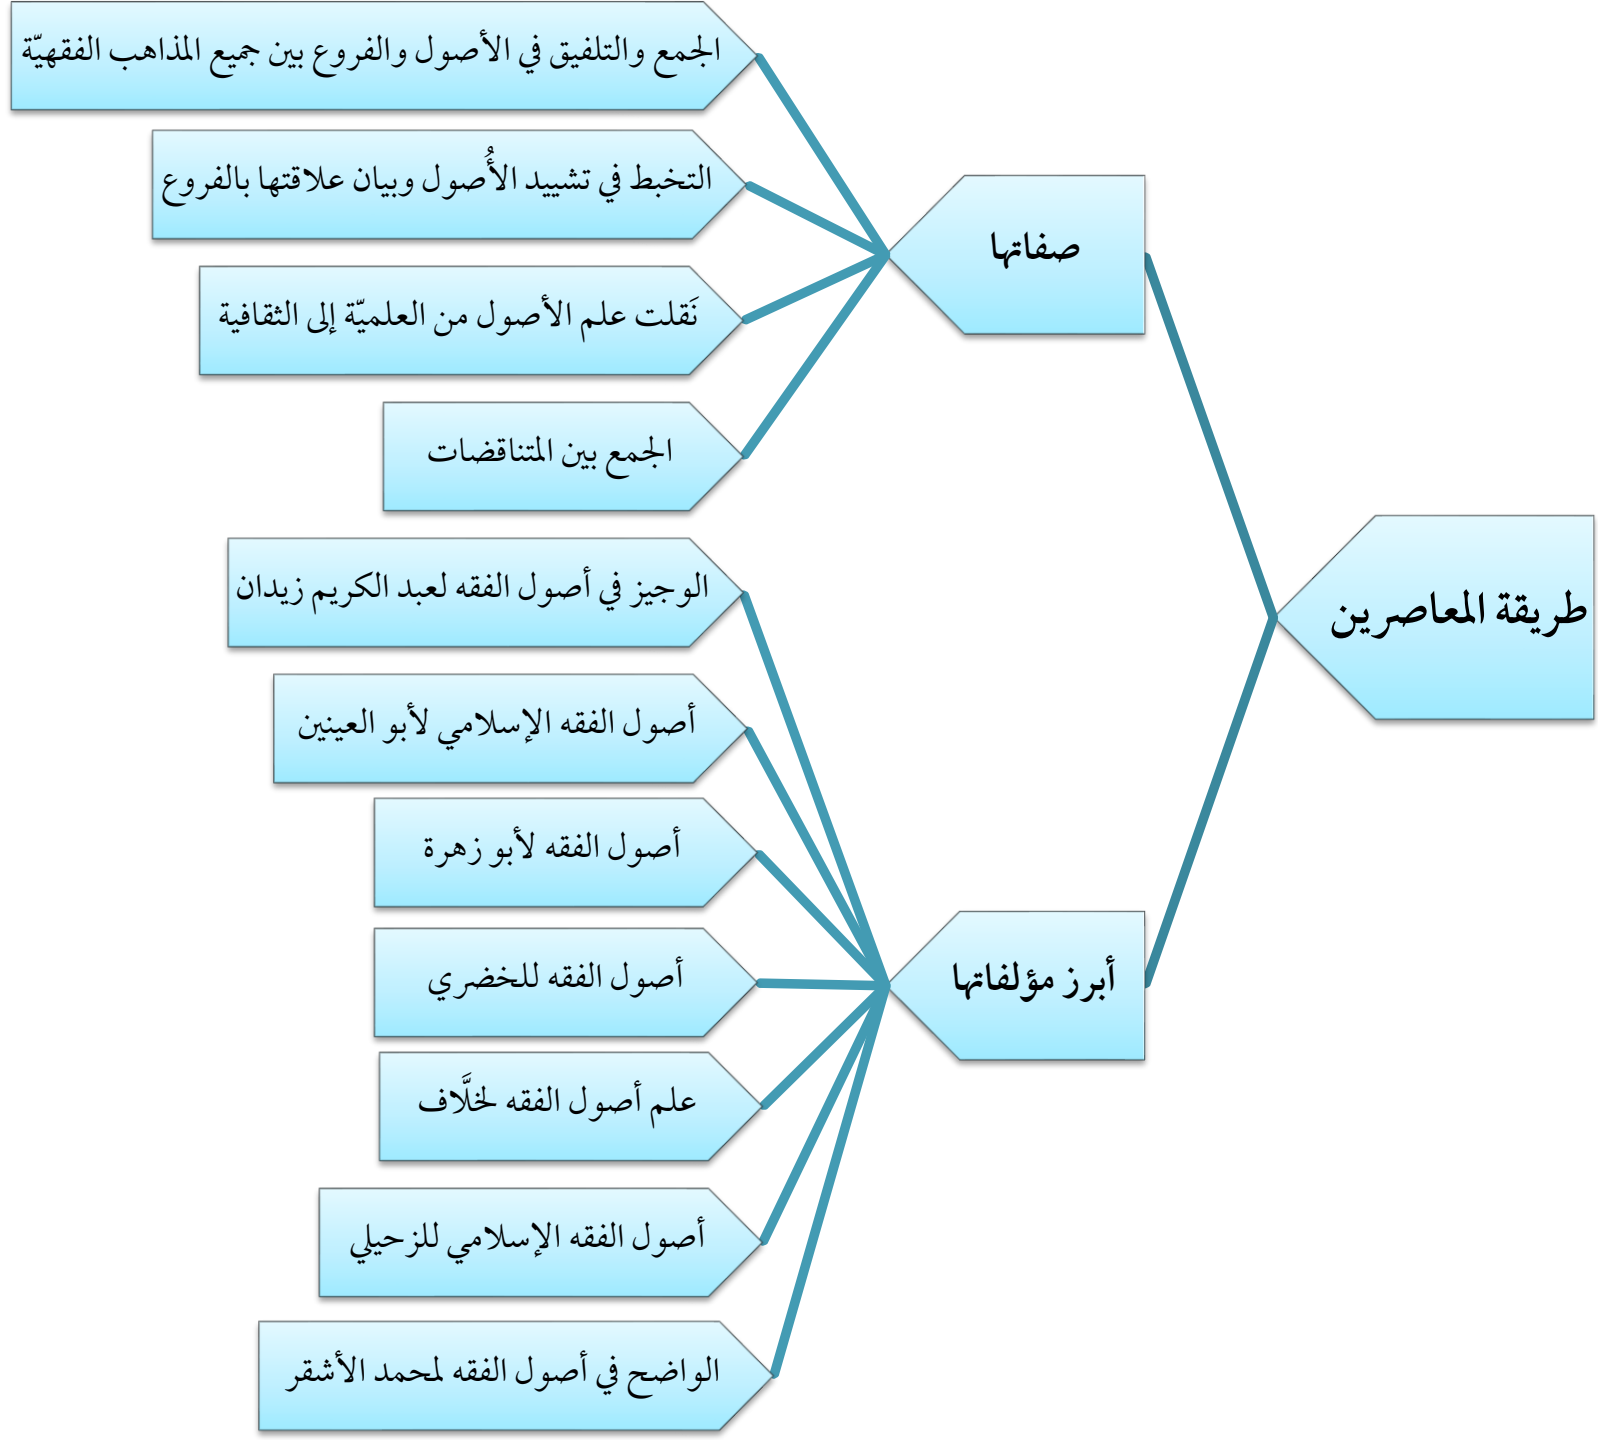 طريقة المعاصرين
صفاتها
الجمع والتلفيق في الأصول والفروع بين جميع المذاهب الفقهيّة
التخبط في تشييد الأُصول وبيان علاقتها بالفروع
نَقلت علم الأصول من العلميّة إلى الثقافية
الجمع بين المتناقضات
أبرز مؤلفاتها
الوجيز في أصول الفقه لعبد الكريم زيدان
أصول الفقه الإسلامي لأبو العينين
أصول الفقه لأبو زهرة
أصول الفقه للخضري
علم أصول الفقه لخلَّاف
أصول الفقه الإسلامي للزحيلي
الواضح في أصول الفقه لمحمد الأشقر